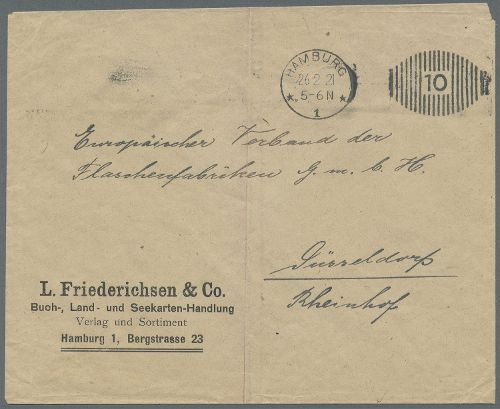 HAMBURG
26.2.21
5-6N
* 1 *
10
Europäischer Verband der
Flaschenfabriken G. m. b. H.
Düsseldorf
Rheinhof
L. Friederichsen & Co.
Buch-, Land- und Seekarten-Handlung
Verlag und Sortiment
Hamburg 1, Bergstrasse 23